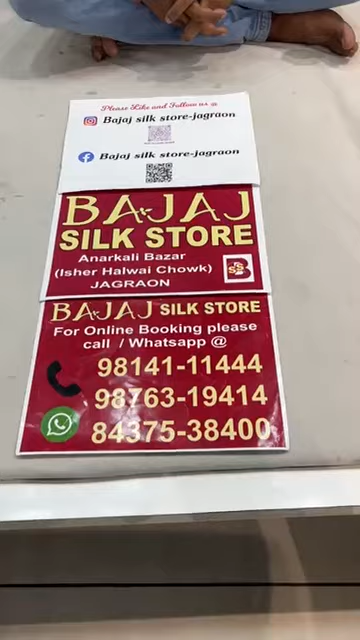 Please Like and Follow us @
Bajaj silk store-jagraon
Bajaj silk store-jagraon
BAJAJ
SILK STORE
Anarkali Bazar
(Isher Halwai Chowk)
JAGRAON
BAJAJ SILK STORE
For Online Booking please
call / Whatsapp @
98141-11444
98763-19414
84375-38400